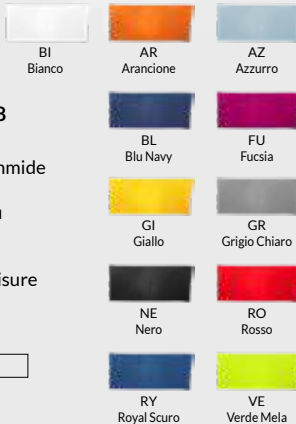 BI
Bianco
AR
Arancione
AZ
Azzurro
BL
Blu Navy
FU
Fucsia
GI
Giallo
GR
Grigio Chiaro
NE
Nero
RO
Rosso
RY
Royal Scuro
VE
Verde Mela